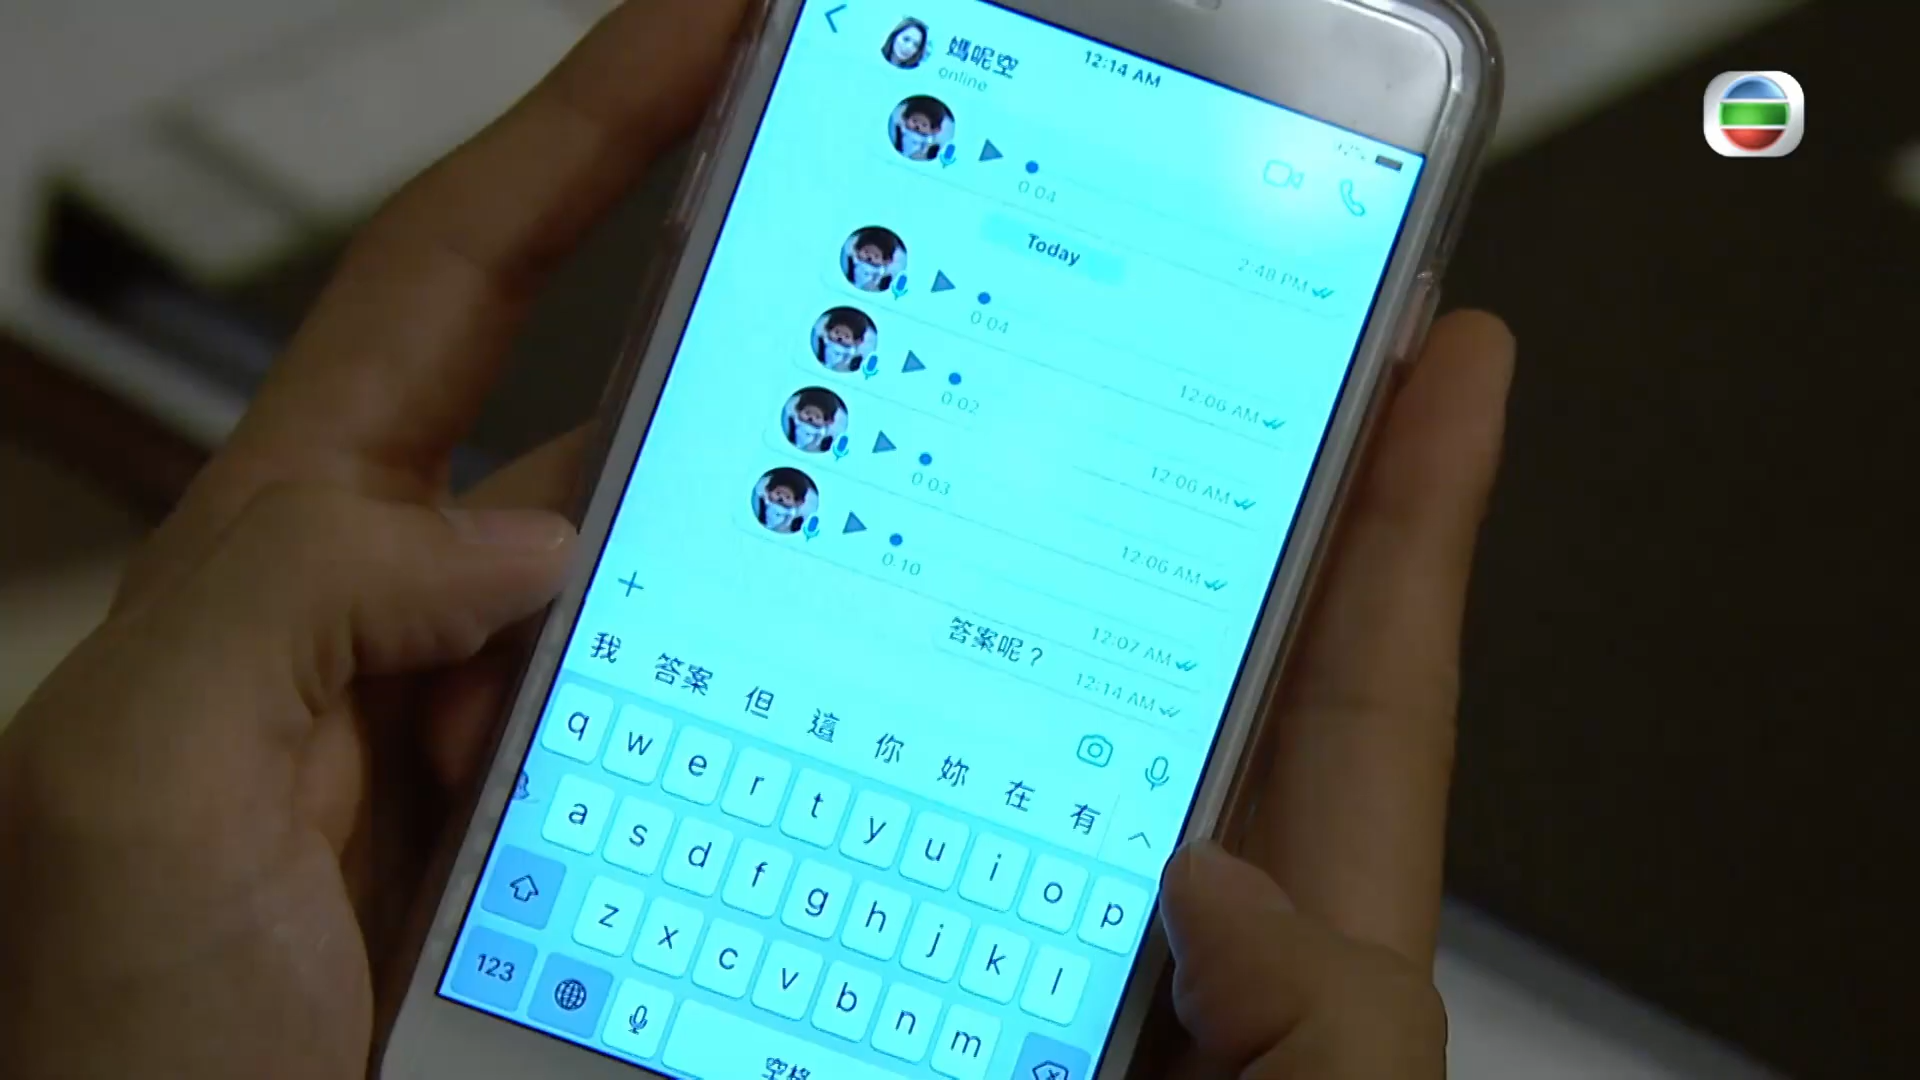 媽呢空
online
12:14 AM
0:04
2:48 PM
Today
0:04
12:06 AM
0:02
12:06 AM
0:03
12:06 AM
0:10
12:07 AM
答案呢？
12:14 AM
我 答案 但 這 你 妳 在 有
q w e r t y u i o p
a s d f g h j k l
z x c v b n m
123
空格